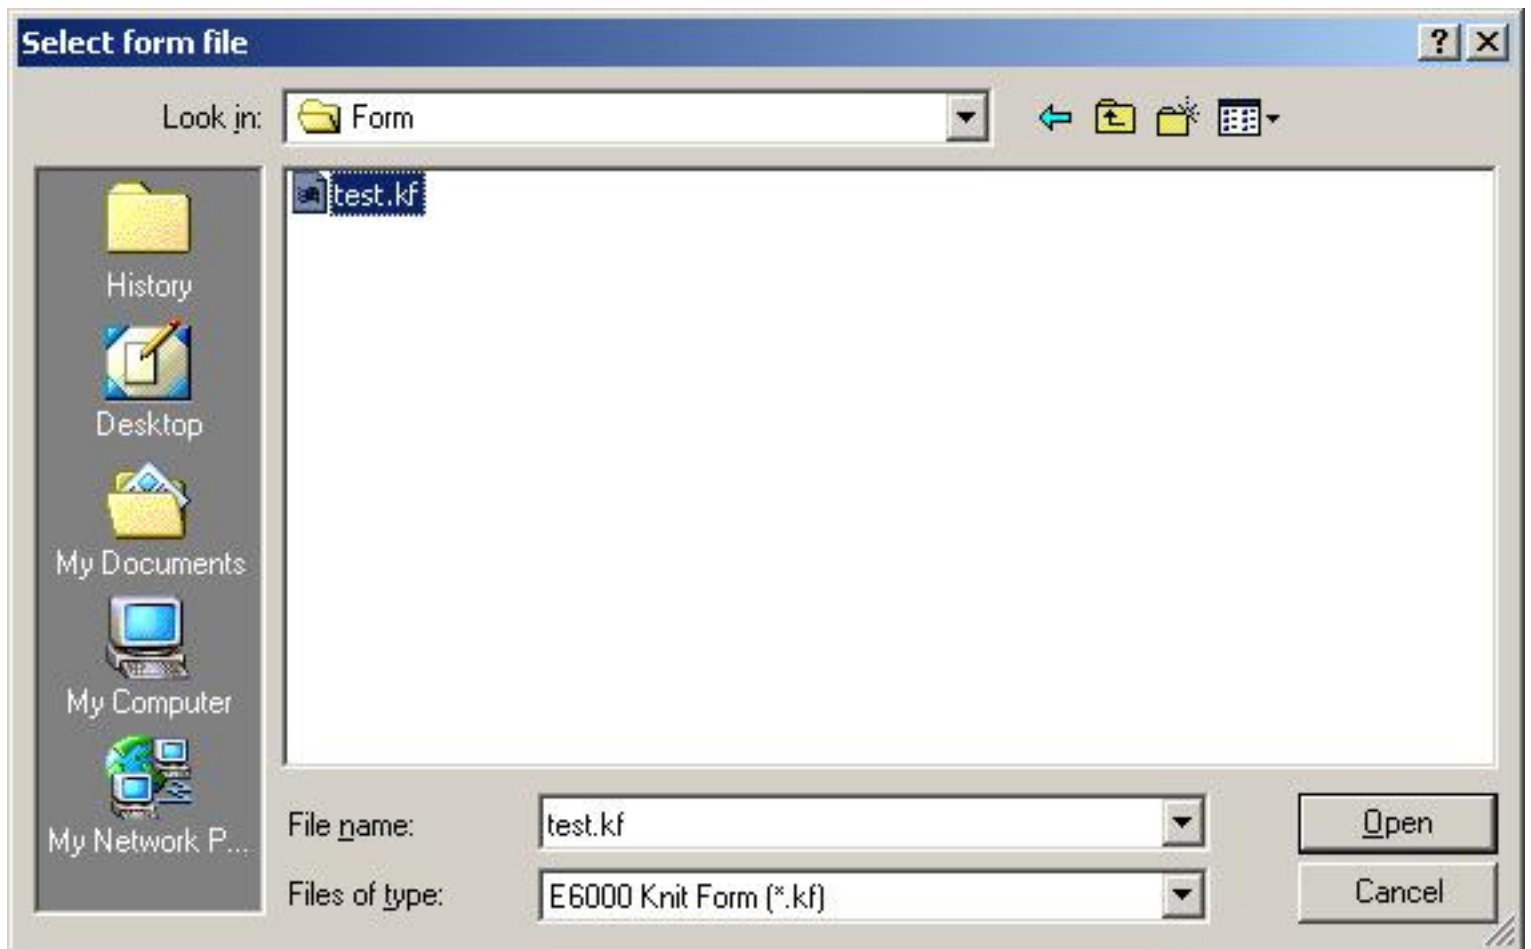 Select form file
Look in: Form
test.kf
History
Desktop
My Documents
My Computer
My Network P...
File name: test.kf Open
Files of type: E6000 Knit Form (*.kf) Cancel